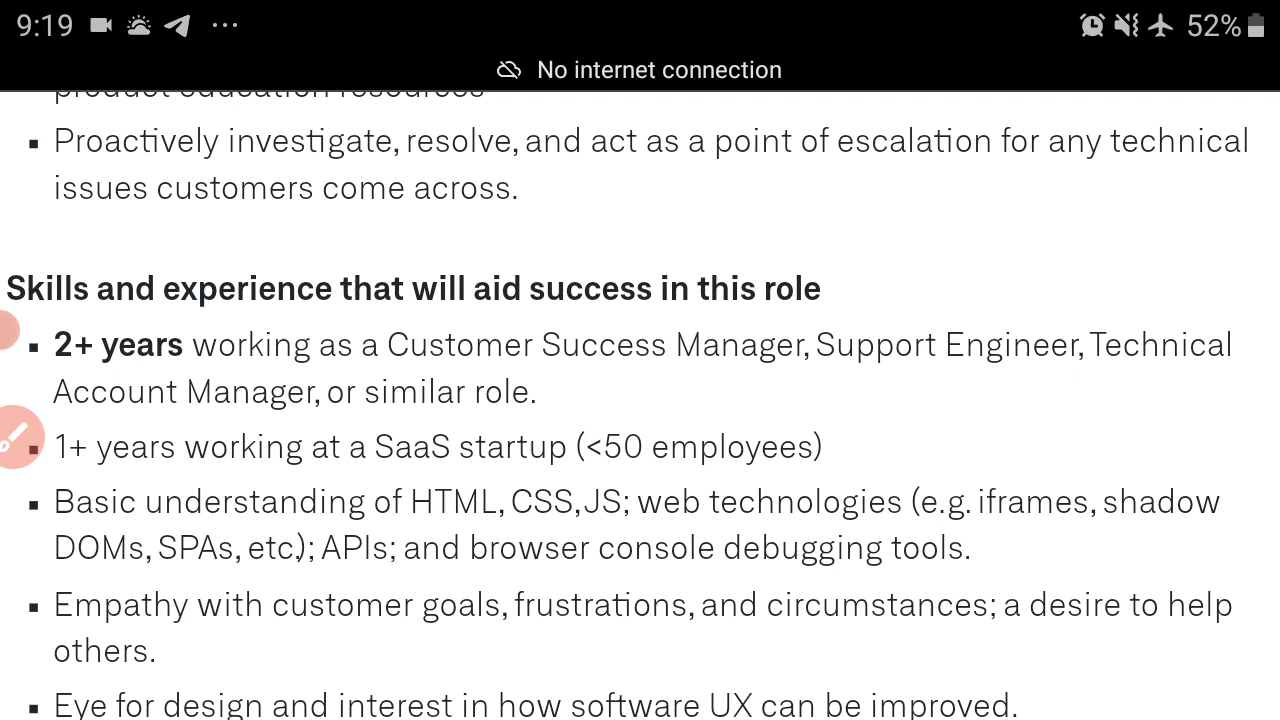 9:19 ... 52%
No internet connection
product education resources
▪ Proactively investigate, resolve, and act as a point of escalation for any technical
issues customers come across.
Skills and experience that will aid success in this role
▪ 2+ years working as a Customer Success Manager, Support Engineer, Technical
Account Manager, or similar role.
▪ 1+ years working at a SaaS startup (<50 employees)
▪ Basic understanding of HTML, CSS, JS; web technologies (e.g. iframes, shadow
DOMs, SPAs, etc.); APIs; and browser console debugging tools.
▪ Empathy with customer goals, frustrations, and circumstances; a desire to help
others.
▪ Eye for design and interest in how software UX can be improved.